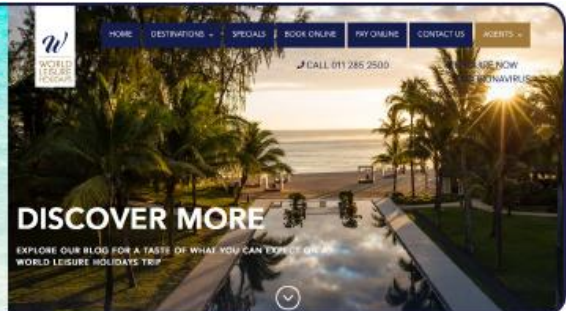 W
WORLD
LEISURE
HOLIDAYS
HOME DESTINATIONS SPECIALS BOOK ONLINE PAY ONLINE CONTACT US AGENTS
CALL 011 285 2500
NOW
DISCOVER MORE
EXPLORE OUR BLOG FOR A TASTE OF WHAT YOU CAN EXPECT ON A
WORLD LEISURE HOLIDAYS TRIP